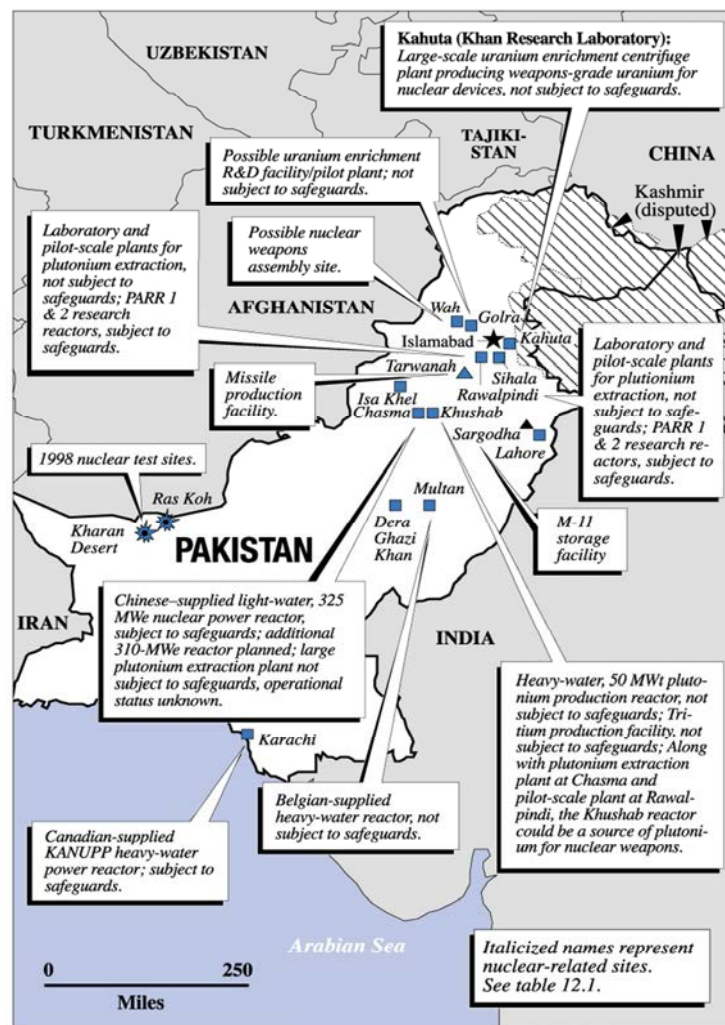 UZBEKISTAN
TURKMENISTAN
TAJIKI-
STAN
CHINA
Kashmir
(disputed)
AFGHANISTAN
IRAN
PAKISTAN
INDIA
Arabian Sea
Kahuta (Khan Research Laboratory):
Large-scale uranium enrichment centrifuge
plant producing weapons-grade uranium for
nuclear devices, not subject to safeguards.
Possible uranium enrichment
R&D facility/pilot plant; not
subject to safeguards.
Possible nuclear
weapons
assembly site.
Laboratory and
pilot-scale plants for
plutonium extraction,
not subject to
safeguards; PARR 1
& 2 research
reactors, subject to
safeguards.
Missile
production
facility.
1998 nuclear test sites.
Wah
Golra
Islamabad
Kahuta
Tarwanah
Sihala
Rawalpindi
Isa Khel
Chasma
Khushab
Sargodha
Lahore
Ras Koh
Kharan
Desert
Multan
Dera
Ghazi
Khan
Laboratory and
pilot-scale plants
for plutonium
extraction, not
subject to safe-
guards; PARR 1
& 2 research re-
actors, subject to
safeguards.
M-11
storage
facility
Chinese–supplied light-water, 325
MWe nuclear power reactor,
subject to safeguards; additional
310-MWe reactor planned; large
plutonium extraction plant not
subject to safeguards, operational
status unknown.
Heavy-water, 50 MWt pluto-
nium production reactor, not
subject to safeguards; Tri-
tium production facility, not
subject to safeguards; Along
with plutonium extraction
plant at Chasma and
pilot-scale plant at Rawal-
pindi, the Khushab reactor
could be a source of pluto-
nium for nuclear weapons.
Karachi
Belgian-supplied
heavy-water reactor, not
subject to safeguards.
Canadian-supplied
KANUPP heavy-water
power reactor; subject to
safeguards.
Italicized names represent
nuclear-related sites.
See table 12.1.
0 250
Miles